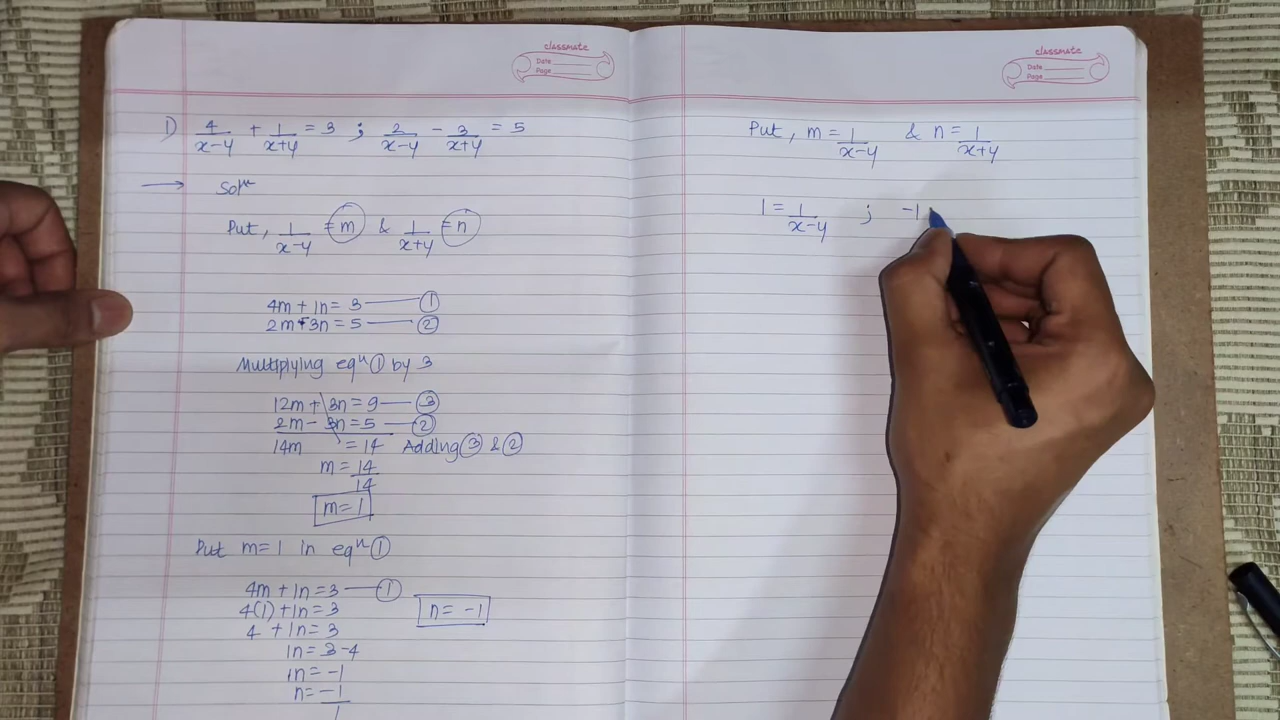 classmate
Date
Page
1) 4/(x-y) + 1/(x+y) = 3 ; 2/(x-y) - 3/(x+y) = 5
→ Solⁿ
Put, 1/(x-y) = m & 1/(x+y) = n
4m + 1n = 3 —— ①
2m - 3n = 5 —— ②
Multiplying eqⁿ ① by 3
12m + 3n = 9 —— ③
2m - 3n = 5 —— ②
14m = 14 Adding ③ & ②
m = 14/14
m = 1
Put m = 1 in eqⁿ ①
4m + 1n = 3 —— ①
4(1) + 1n = 3
4 + 1n = 3
1n = 3-4
1n = -1
n = -1/1
n = -1
classmate
Date
Page
Put, m = 1/(x-y) & n = 1/(x+y)
1 = 1/(x-y) ; -1